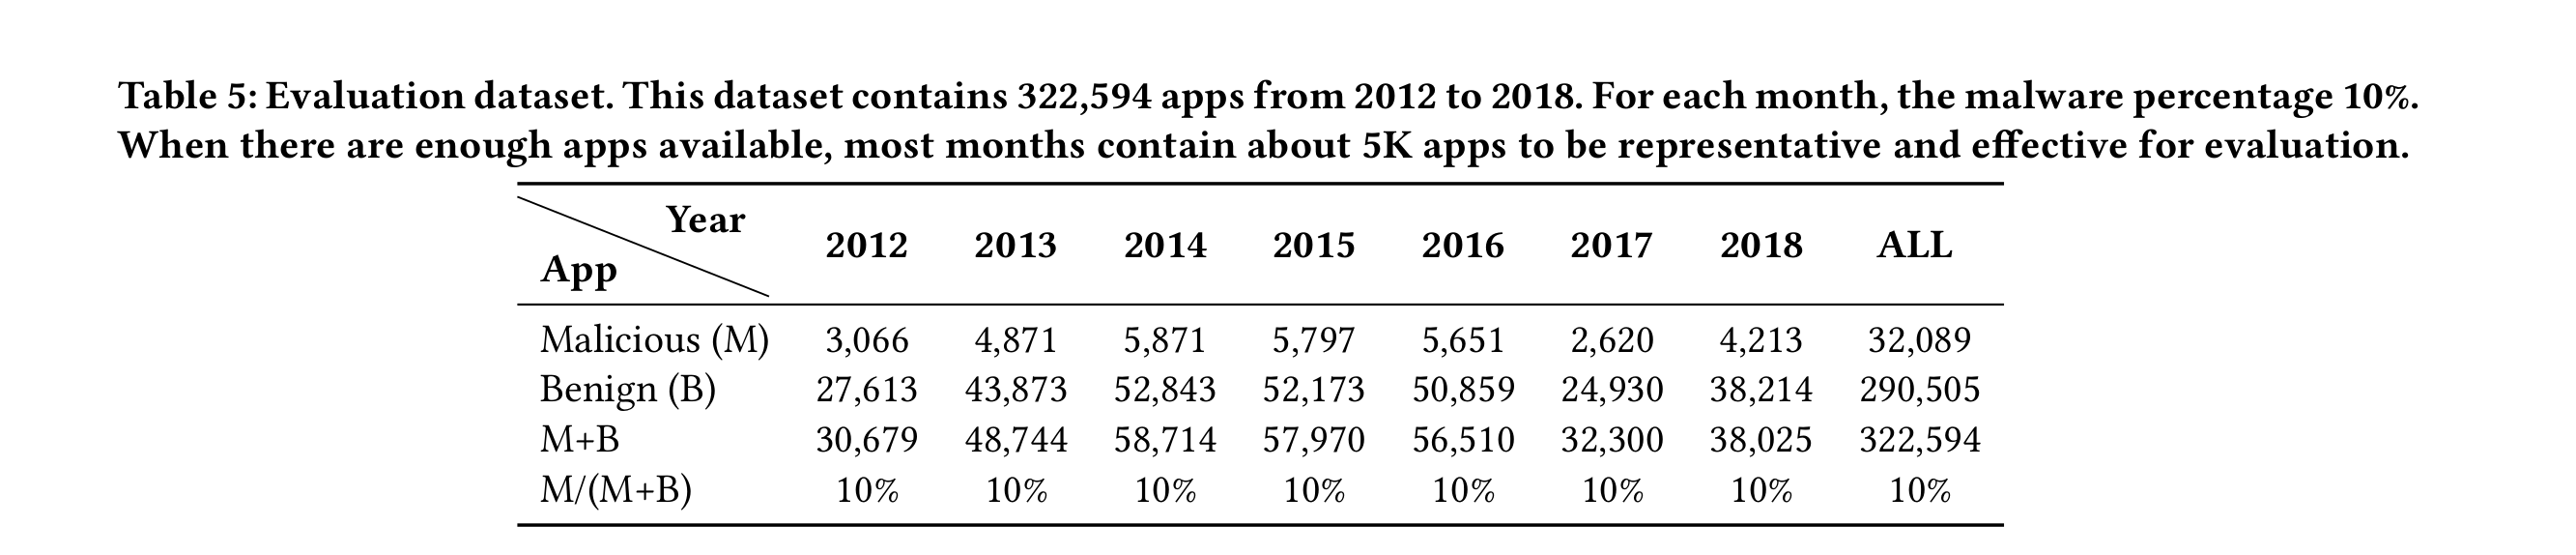 Table 5: Evaluation dataset. This dataset contains 322,594 apps from 2012 to 2018. For each month, the malware percentage 10%.
When there are enough apps available, most months contain about 5K apps to be representative and effective for evaluation.
Year
App
2012 2013 2014 2015 2016 2017 2018 ALL
Malicious (M) 3,066 4,871 5,871 5,797 5,651 2,620 4,213 32,089
Benign (B) 27,613 43,873 52,843 52,173 50,859 24,930 38,214 290,505
M+B 30,679 48,744 58,714 57,970 56,510 32,300 38,025 322,594
M/(M+B) 10% 10% 10% 10% 10% 10% 10% 10%